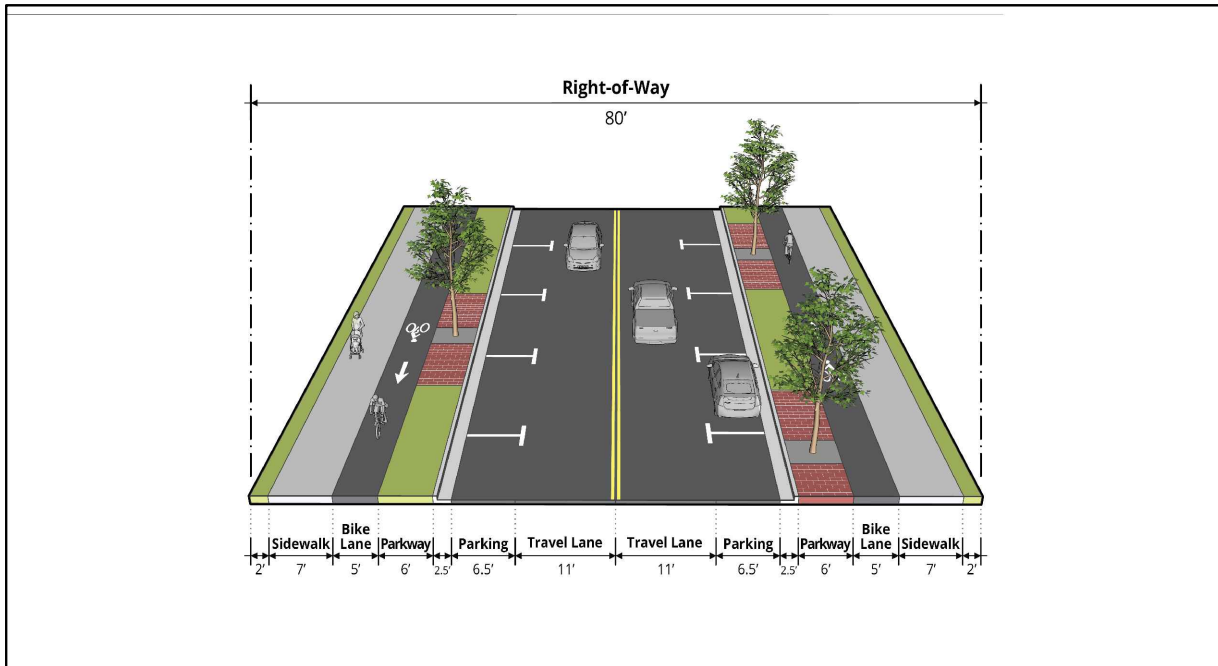 Right-of-Way
80’
Bike Bike
Sidewalk Lane Parkway Parking Travel Lane Travel Lane Parking Parkway Lane Sidewalk
2’ 7’ 5’ 6’ 2.5’ 6.5’ 11’ 11’ 6.5’ 2.5’ 6’ 5’ 7’ 2’